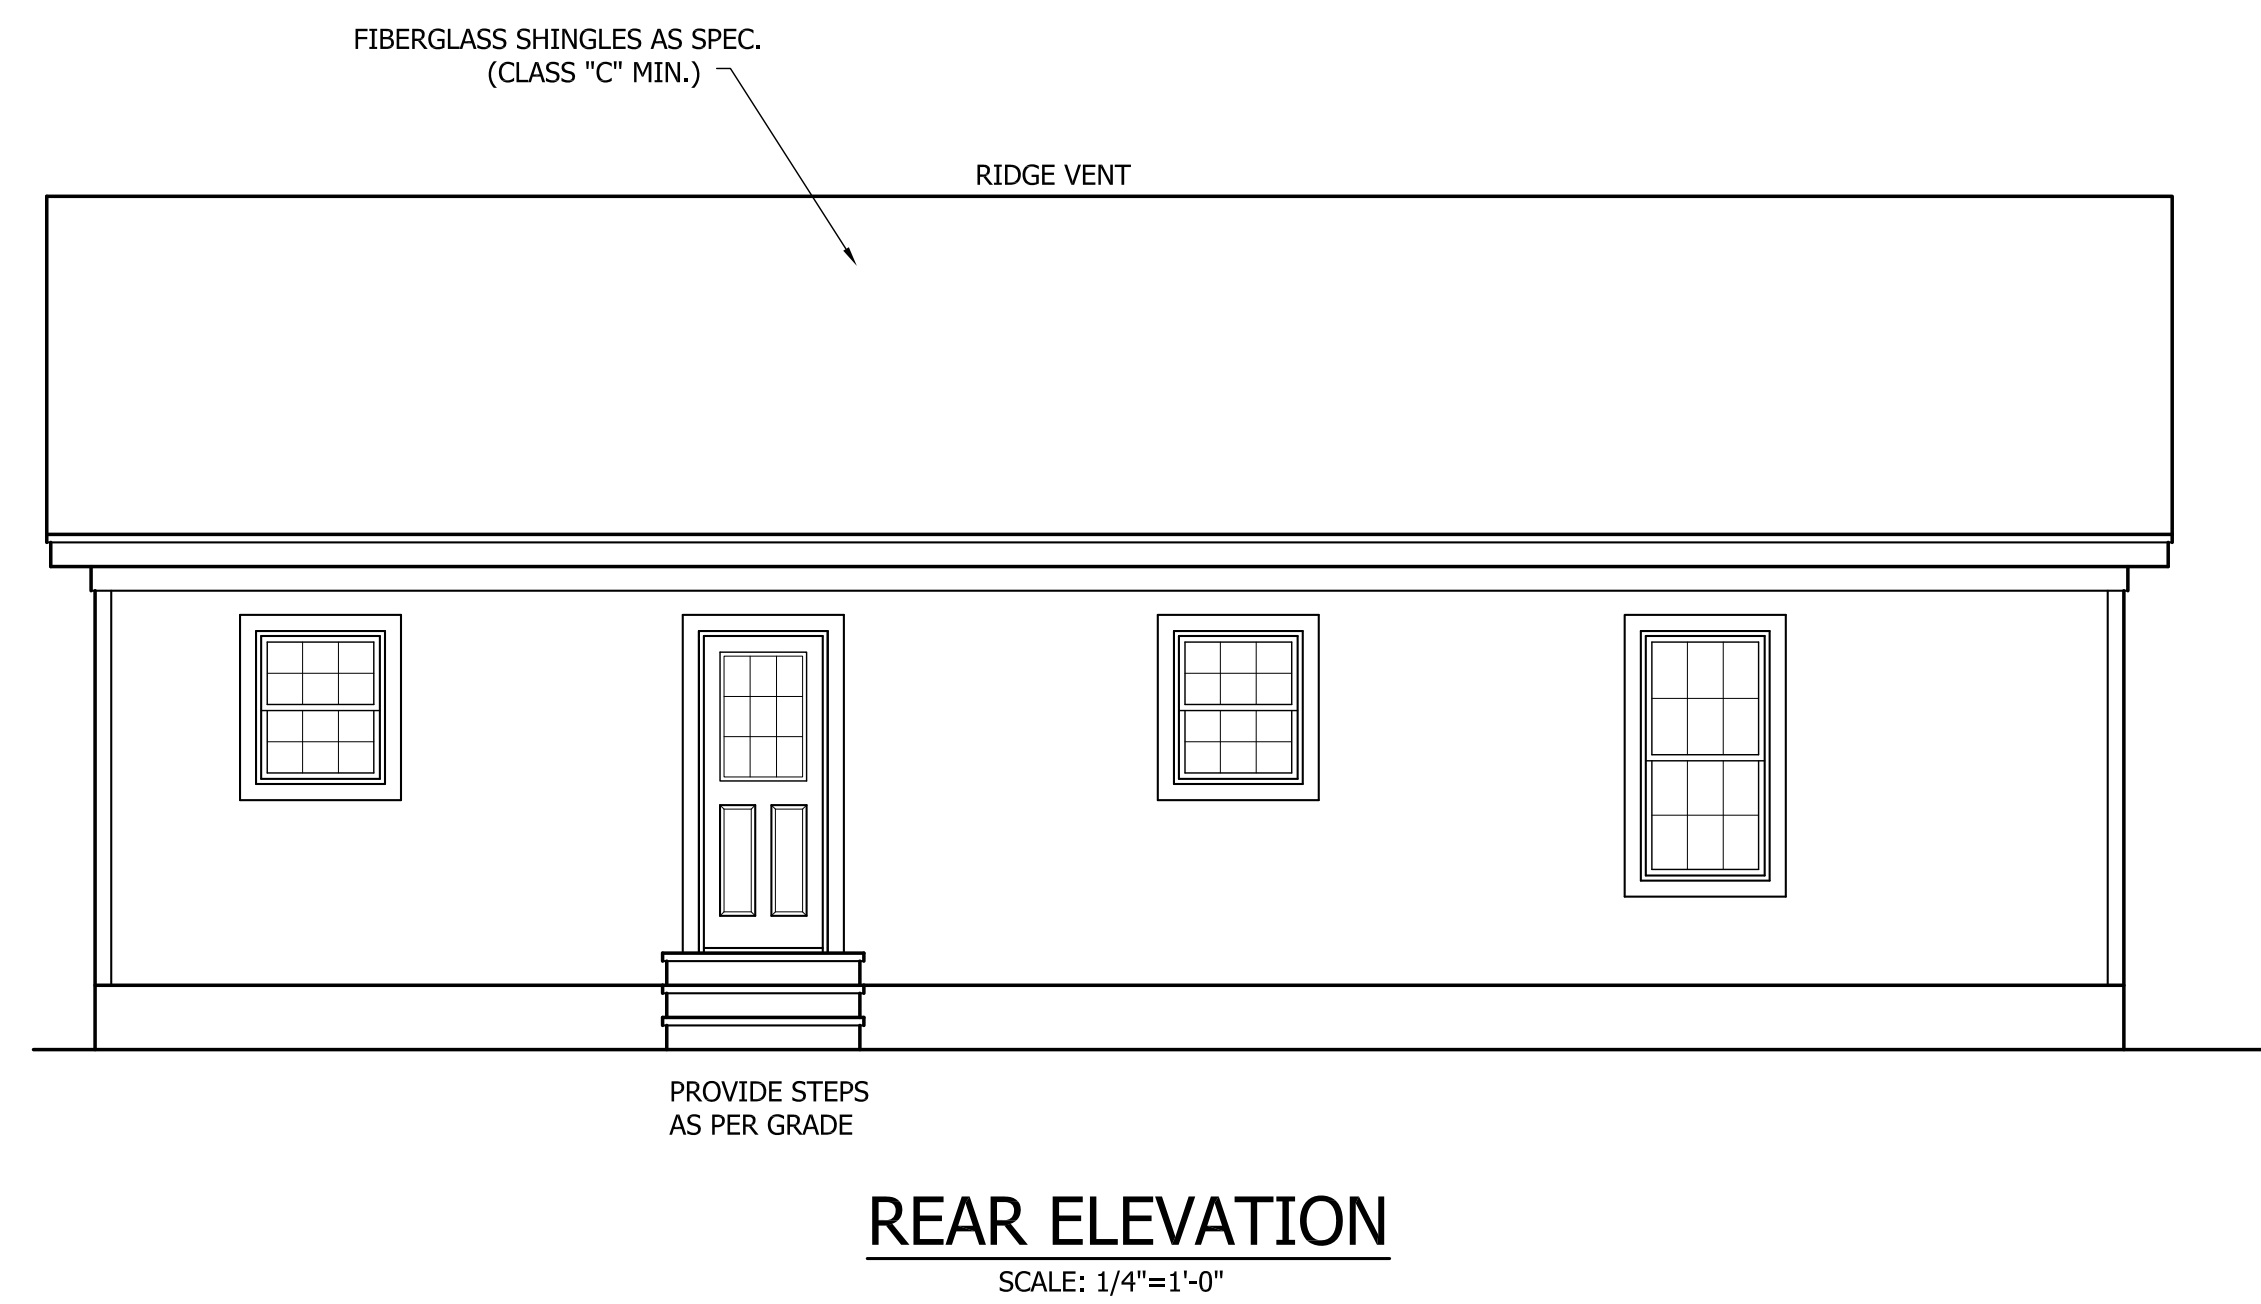 FIBERGLASS SHINGLES AS SPEC.
(CLASS "C" MIN.)
RIDGE VENT
PROVIDE STEPS
AS PER GRADE
REAR ELEVATION
SCALE: 1/4"=1'-0"